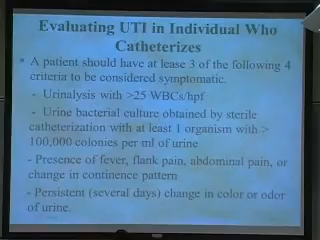 Evaluating UTI in Individual Who
Catheterizes
• A patient should have at lease 3 of the following 4
criteria to be considered symptomatic.
- Urinalysis with >25 WBCs/hpf
- Urine bacterial culture obtained by sterile
catheterization with at least 1 organism with >
100,000 colonies per ml of urine
- Presence of fever, flank pain, abdominal pain, or
change in continence pattern
- Persistent (several days) change in color or odor
of urine.